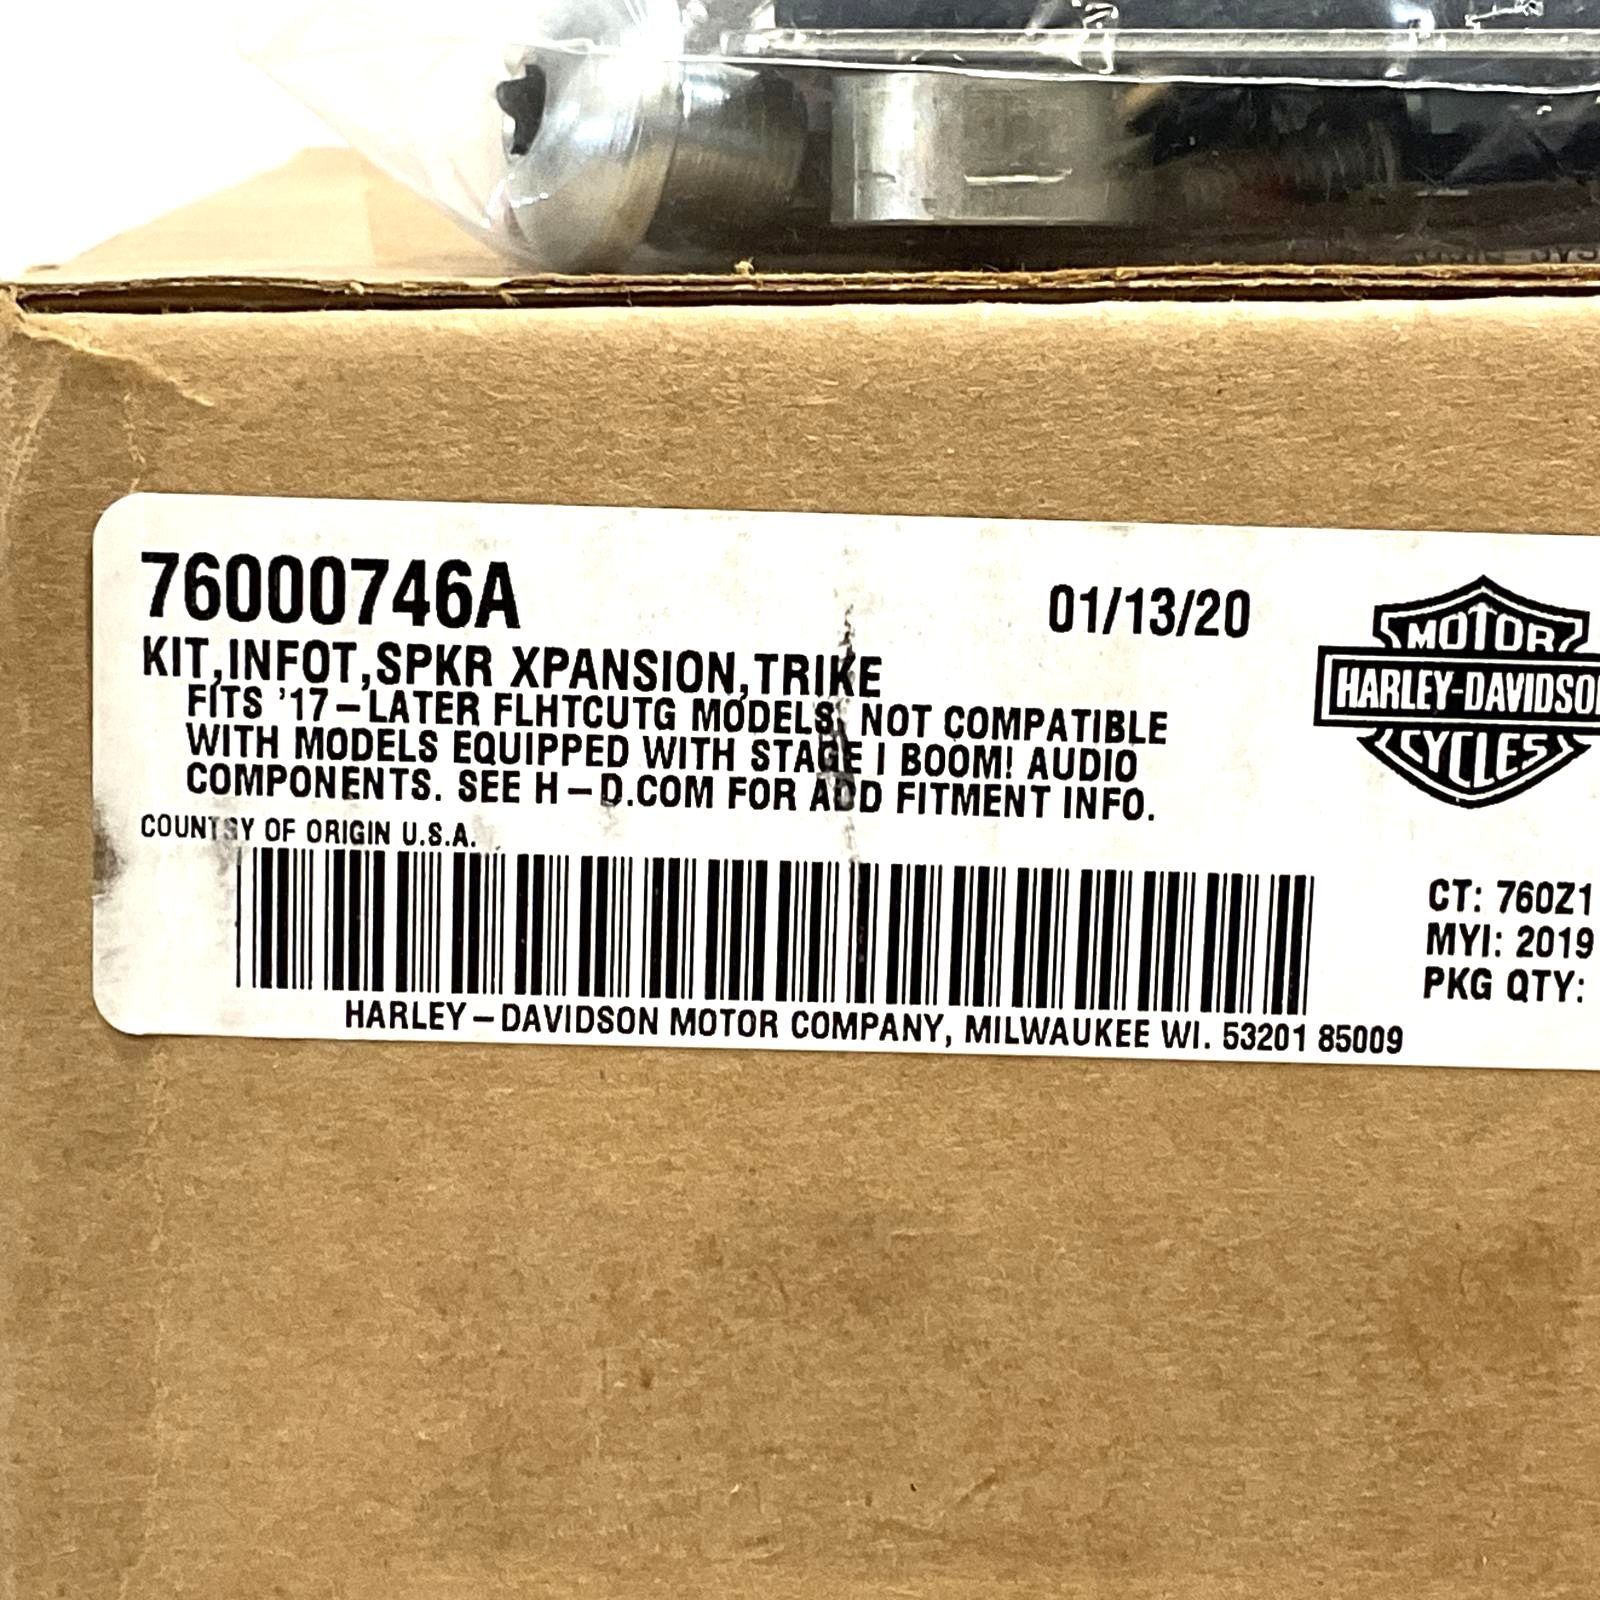 76000746A
01/13/20
KIT,INFOT,SPKR XPANSION,TRIKE
FITS '17-LATER FLHTCUTG MODELS. NOT COMPATIBLE
WITH MODELS EQUIPPED WITH STAGE I BOOM! AUDIO
COMPONENTS. SEE H-D.COM FOR ADD FITMENT INFO.
COUNTRY OF ORIGIN U.S.A.
MOTOR
HARLEY-DAVIDSON
CYCLES
CT: 760Z1
MYI: 2019
PKG QTY:
HARLEY-DAVIDSON MOTOR COMPANY, MILWAUKEE WI. 53201 85009